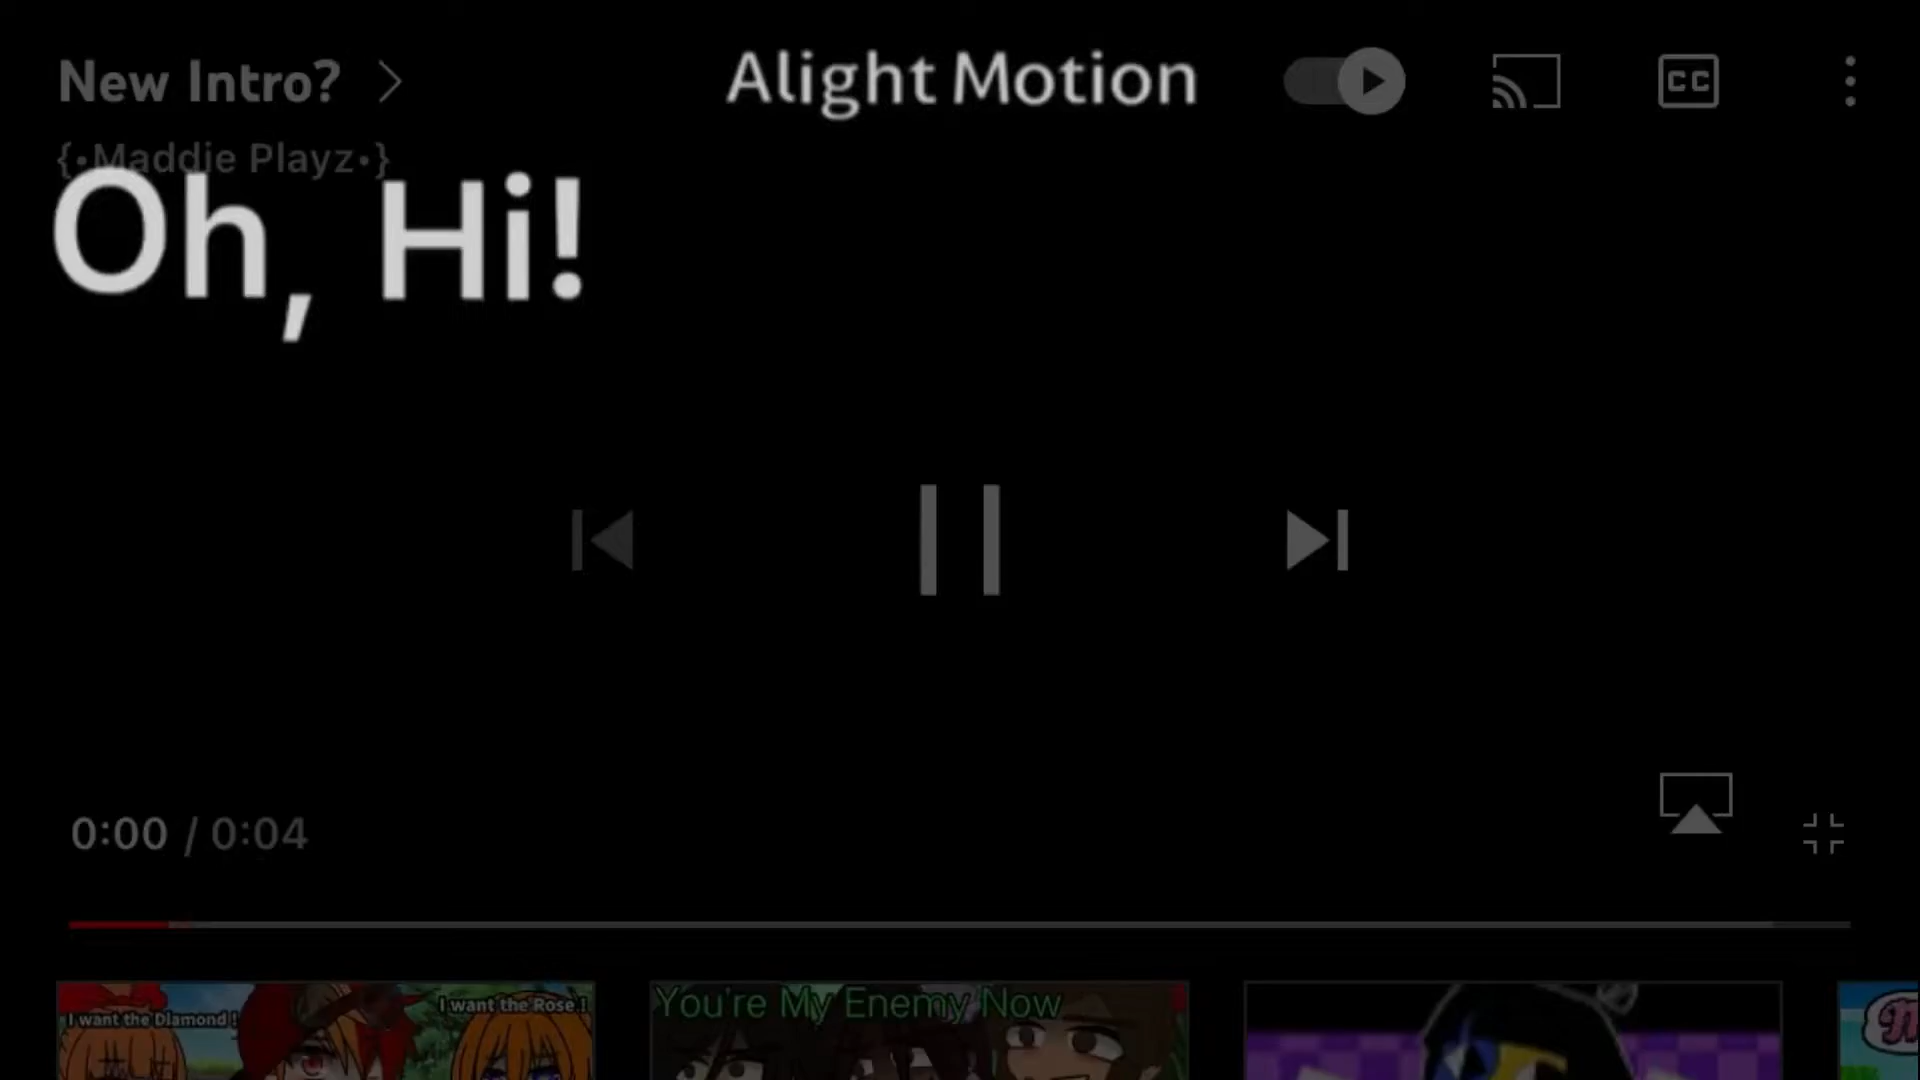 New Intro?
Alight Motion
CC
{•Maddie Playz•}
Oh, Hi!
0:00 / 0:04
I want the Diamond !
I want the Rose !
You're My Enemy Now